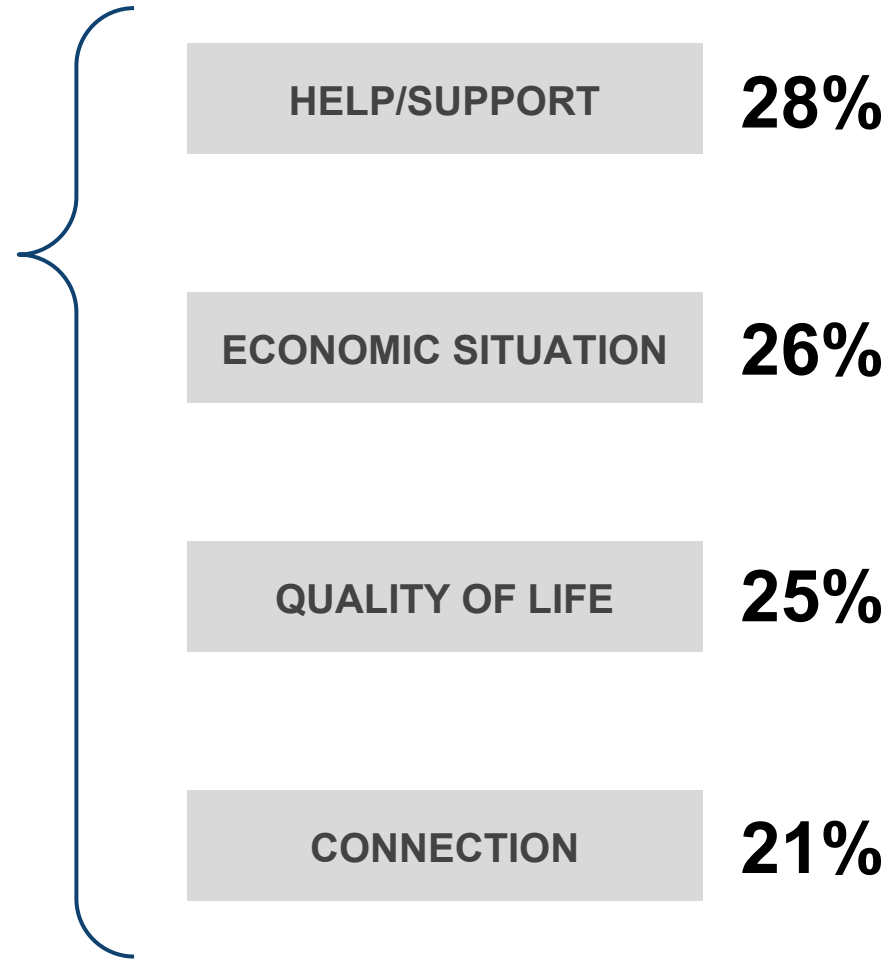 HELP/SUPPORT 28%
ECONOMIC SITUATION 26%
QUALITY OF LIFE 25%
CONNECTION 21%